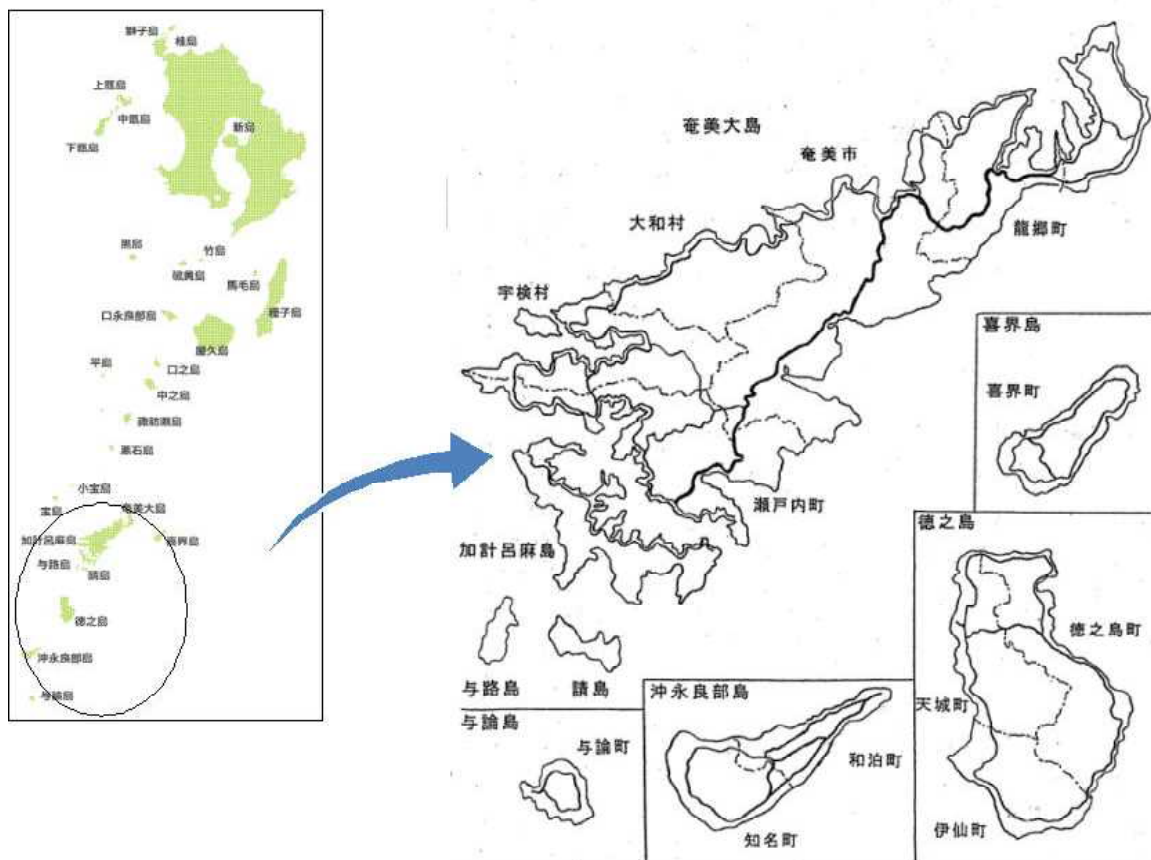 獅子島
桂島
上甑島
中甑島
下甑島
新島
黒島
竹島
硫黄島
馬毛島
種子島
口永良部島
屋久島
平島
口之島
中之島
諏訪瀬島
悪石島
小宝島
宝島
奄美大島
加計呂麻島
喜界島
与路島
請島
徳之島
沖永良部島
与論島
奄美大島
奄美市
大和村
龍郷町
宇検村
瀬戸内町
加計呂麻島
与路島
請島
喜界島
喜界町
徳之島
徳之島町
天城町
伊仙町
沖永良部島
和泊町
知名町
与論島
与論町